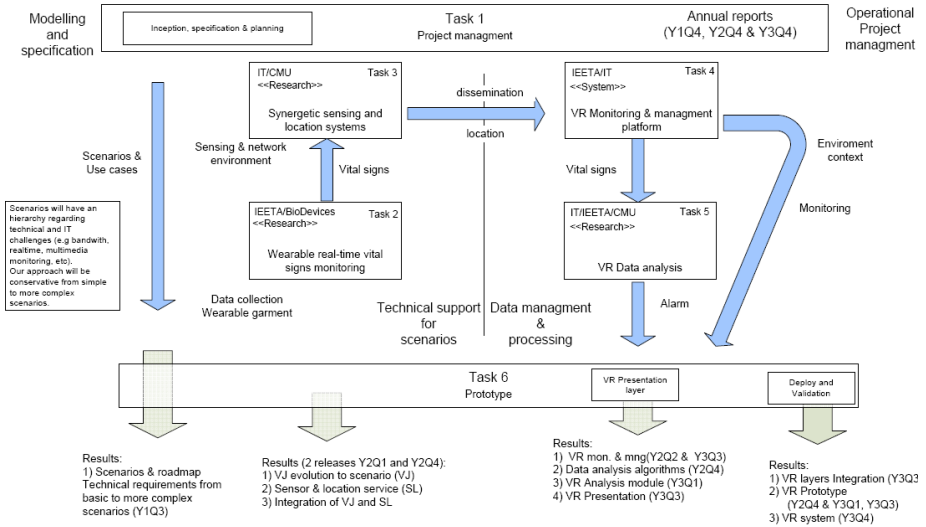 Modelling
and
specification
Task 1
Project managment
Inception, specification & planning
Annual reports
(Y1Q4, Y2Q4 & Y3Q4)
Operational
Project
managment
IT/CMU
Task 3
<<Research>>
Synergetic sensing and
location systems
dissemination
location
IEETA/IT
Task 4
<<System>>
VR Monitoring & managment
platform
Scenarios &
Use cases
Sensing & network
environment
Vital signs
Vital signs
Enviroment
context
Monitoring
Scenarios will have an
hierarchy regarding
technical and IT
challenges (e.g bandwith,
realtime, multimedia
monitoring, etc).
Our approach will be
conservative from simple
to more complex
scenarios.
IEETA/BioDevices
Task 2
<<Research>>
Wearable real-time vital
signs monitoring
IT/IEETA/CMU
Task 5
<<Research>>
VR Data analysis
Data collection
Wearable garment
Technical support
for
scenarios
Data managment
&
processing
Alarm
Task 6
Prototype
VR Presentation
layer
Deploy and
Validation
Results:
1) Scenarios & roadmap
Technical requirements from
basic to more complex
scenarios (Y1Q3)
Results (2 releases Y2Q1 and Y2Q4):
1) VJ evolution to scenario (VJ)
2) Sensor & location service (SL)
3) Integration of VJ and SL
Results:
1) VR mon. & mng(Y2Q2 & Y3Q3)
2) Data analysis algorithms (Y2Q4)
3) VR Analysis module (Y3Q1)
4) VR Presentation (Y3Q3)
Results:
1) VR layers Integration (Y3Q3
2) VR Prototype
(Y2Q4 & Y3Q1, Y3Q3)
3) VR system (Y3Q4)